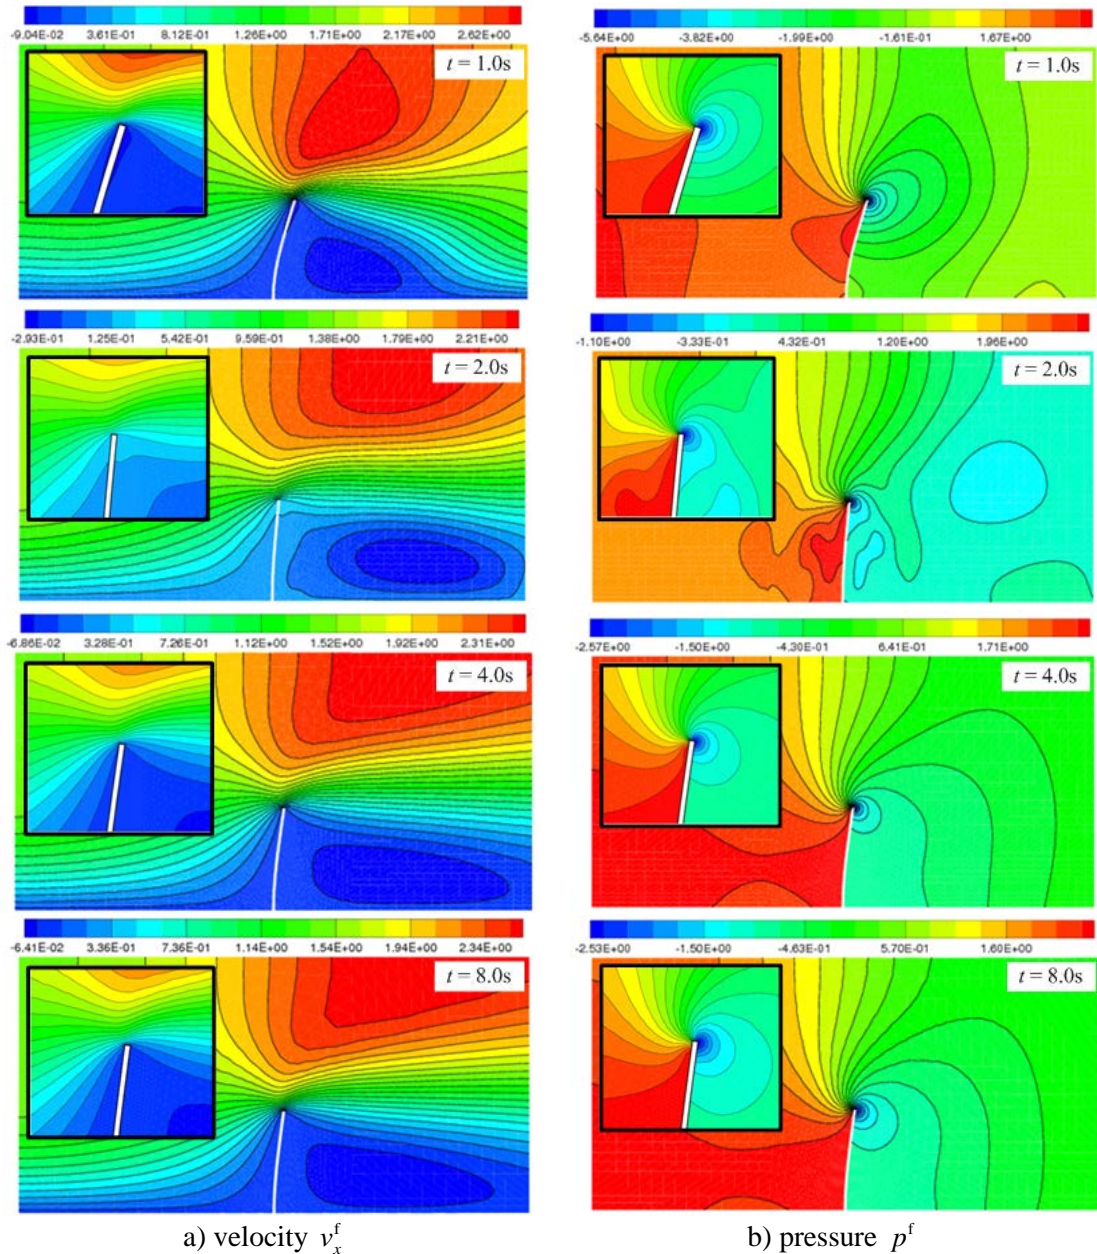 -9.04E-02 3.61E-01 8.12E-01 1.26E+00 1.71E+00 2.17E+00 2.62E+00
t = 1.0s
-2.93E-01 1.25E-01 5.42E-01 9.59E-01 1.38E+00 1.79E+00 2.21E+00
t = 2.0s
-6.86E-02 3.28E-01 7.26E-01 1.12E+00 1.52E+00 1.92E+00 2.31E+00
t = 4.0s
-6.41E-02 3.36E-01 7.36E-01 1.14E+00 1.54E+00 1.94E+00 2.34E+00
t = 8.0s
a) velocity v_x^f
-5.64E+00 -3.82E+00 -1.99E+00 -1.61E-01 1.67E+00
t = 1.0s
-1.10E+00 -3.33E-01 4.32E-01 1.20E+00 1.96E+00
t = 2.0s
-2.57E+00 -1.50E+00 -4.30E-01 6.41E-01 1.71E+00
t = 4.0s
-2.53E+00 -1.50E+00 -4.63E-01 5.70E-01 1.60E+00
t = 8.0s
b) pressure p^f